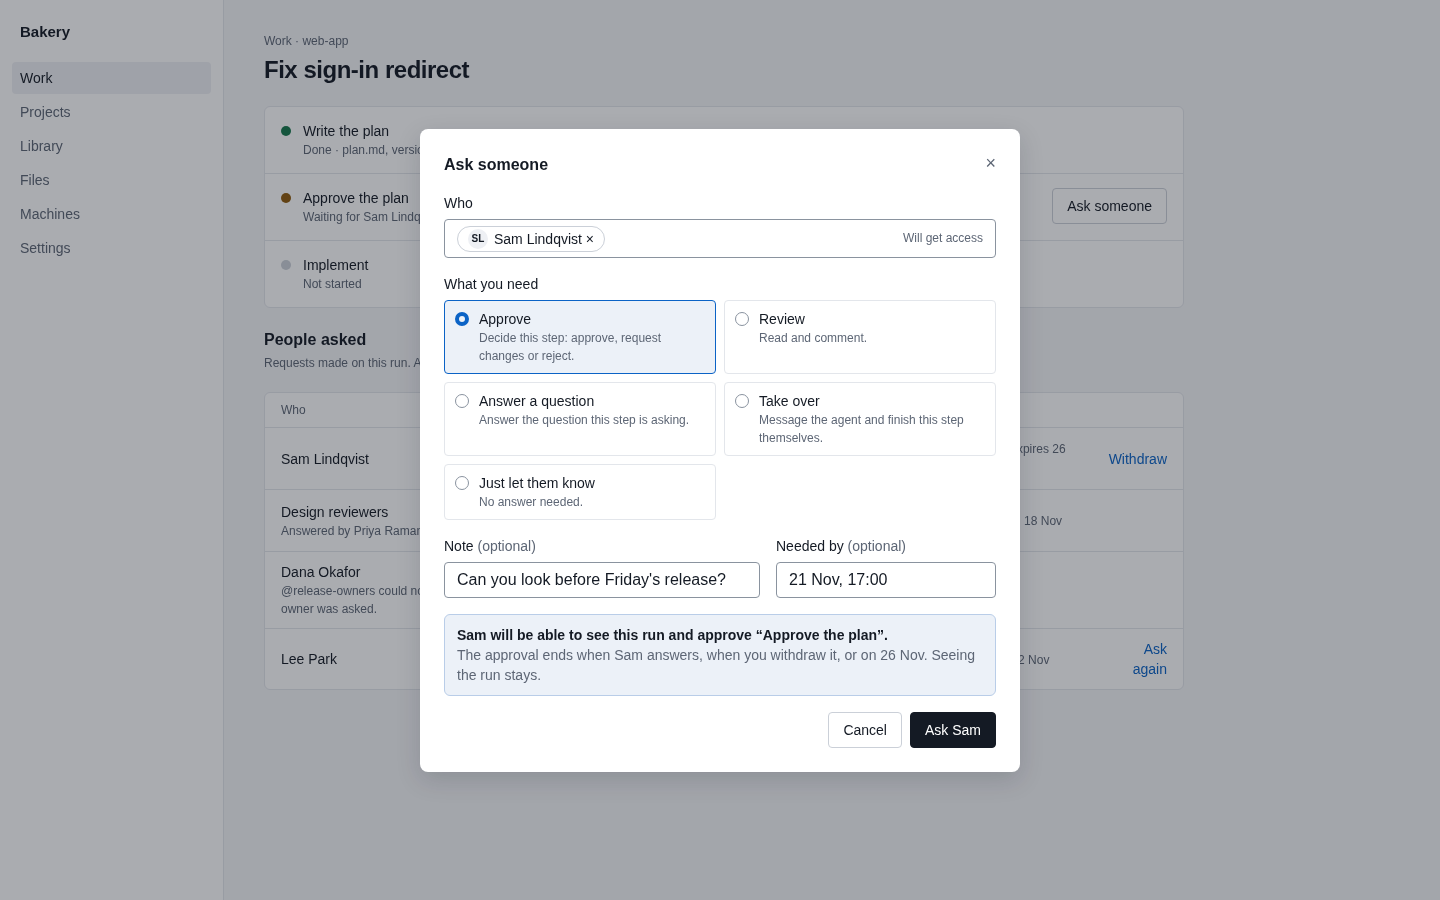 Bakery
Work
Projects
Library
Files
Machines
Settings
Work · web-app
Fix sign-in redirect
Write the plan
Done · plan.md,
Approve the plan
Waiting for Sam
Ask someone
Implement
Not started
People asked
Requests made on this run.
Who
Sam Lindqvist
26
Withdraw
Design reviewers
Answered by Priya
18 Nov
Dana Okafor
@release-owners could
owner was asked.
Lee Park
Nov
Ask
again
Ask someone
×
Who
SL Sam Lindqvist ×
Will get access
What you need
Approve
Decide this step: approve, request
changes or reject.
Review
Read and comment.
Answer a question
Answer the question this step is asking.
Take over
Message the agent and finish this step
themselves.
Just let them know
No answer needed.
Note (optional)
Can you look before Friday's release?
Needed by (optional)
21 Nov, 17:00
Sam will be able to see this run and approve “Approve the plan”.
The approval ends when Sam answers, when you withdraw it, or on 26 Nov. Seeing
the run stays.
Cancel
Ask Sam